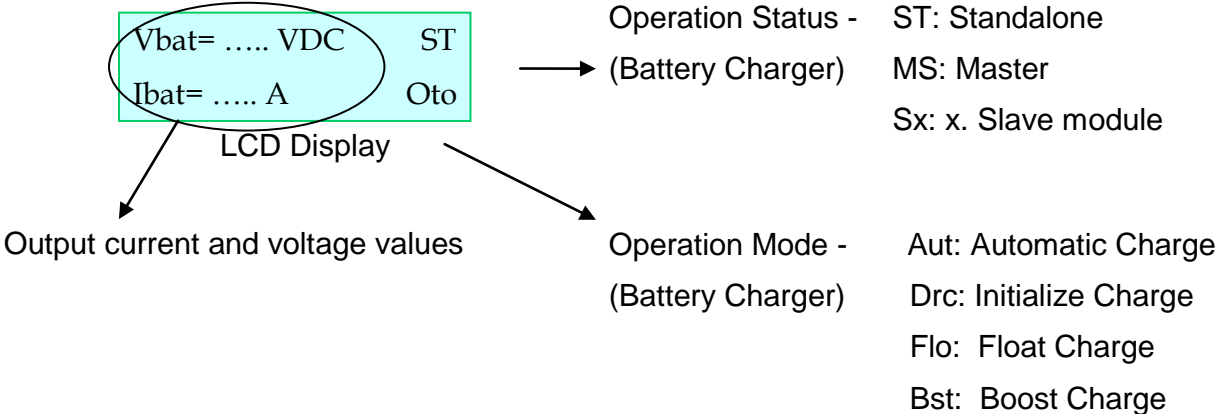 Vbat= ….. VDC ST
Ibat= ….. A Oto
LCD Display
Output current and voltage values
Operation Status - ST: Standalone
(Battery Charger) MS: Master
Sx: x. Slave module
Operation Mode - Aut: Automatic Charge
(Battery Charger) Drc: Initialize Charge
Flo: Float Charge
Bst: Boost Charge